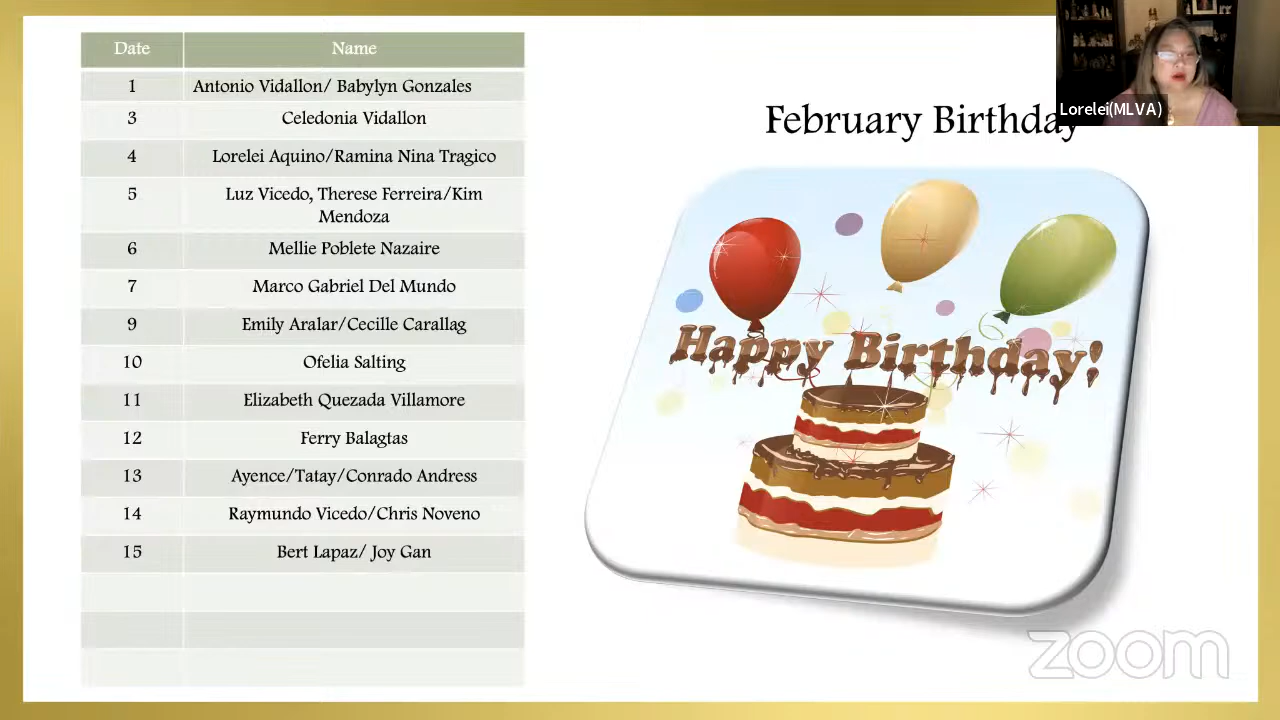 Date Name
1 Antonio Vidallon/ Babylyn Gonzales
3 Celedonia Vidallon
4 Lorelei Aquino/Ramina Nina Tragico
5 Luz Vicedo, Therese Ferreira/Kim
Mendoza
6 Mellie Poblete Nazaire
7 Marco Gabriel Del Mundo
9 Emily Aralar/Cecille Carallag
10 Ofelia Salting
11 Elizabeth Quezada Villamore
12 Ferry Balagtas
13 Ayence/Tatay/Conrado Andress
14 Raymundo Vicedo/Chris Noveno
15 Bert Lapaz/ Joy Gan
Lorelei(MLVA)
February Birthday
Happy Birthday!
zoom